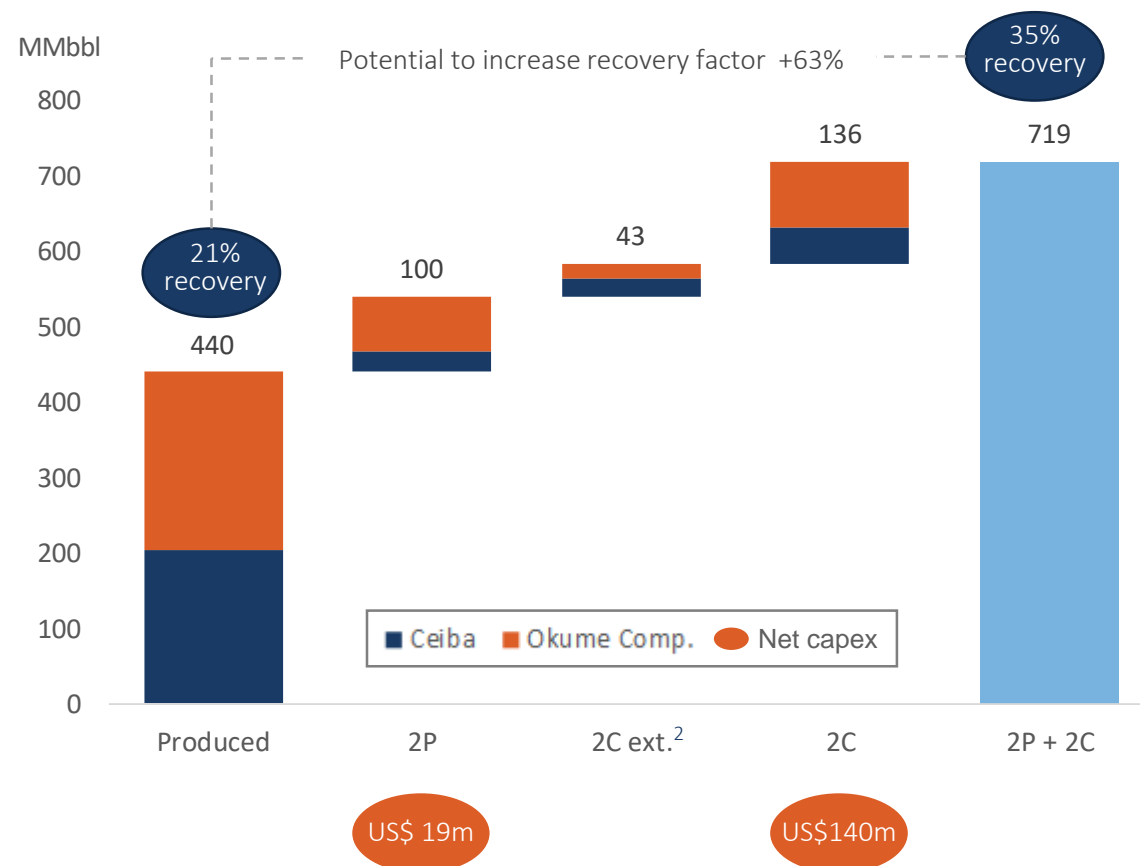 MMbbl
Potential to increase recovery factor +63%
35%
recovery
800
700
600
500
400
300
200
100
0
21%
recovery
440
100
43
136
719
Ceiba Okume Comp. Net capex
Produced 2P 2C ext.2 2C 2P + 2C
US$ 19m US$140m